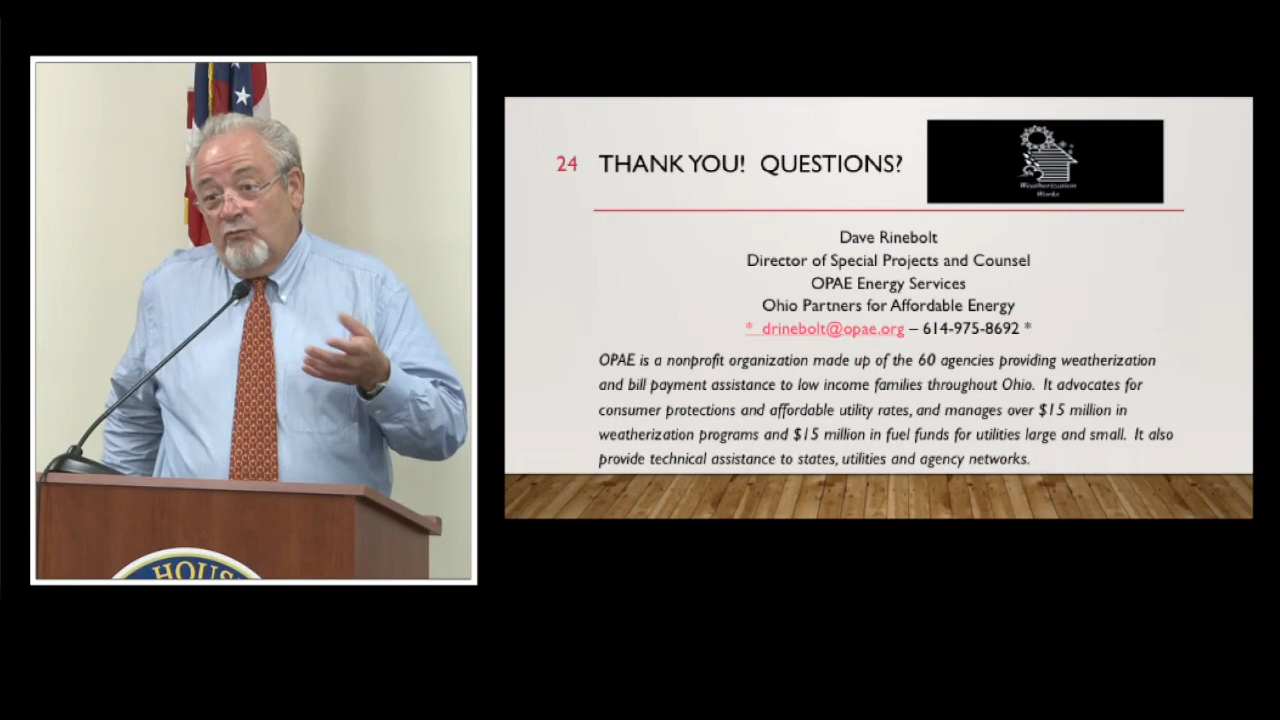 24 THANK YOU! QUESTIONS?
Weatherization
Works
Dave Rinebolt
Director of Special Projects and Counsel
OPAE Energy Services
Ohio Partners for Affordable Energy
* drinebolt@opae.org – 614-975-8692 *
OPAE is a nonprofit organization made up of the 60 agencies providing weatherization
and bill payment assistance to low income families throughout Ohio. It advocates for
consumer protections and affordable utility rates, and manages over $15 million in
weatherization programs and $15 million in fuel funds for utilities large and small. It also
provide technical assistance to states, utilities and agency networks.
HOUS